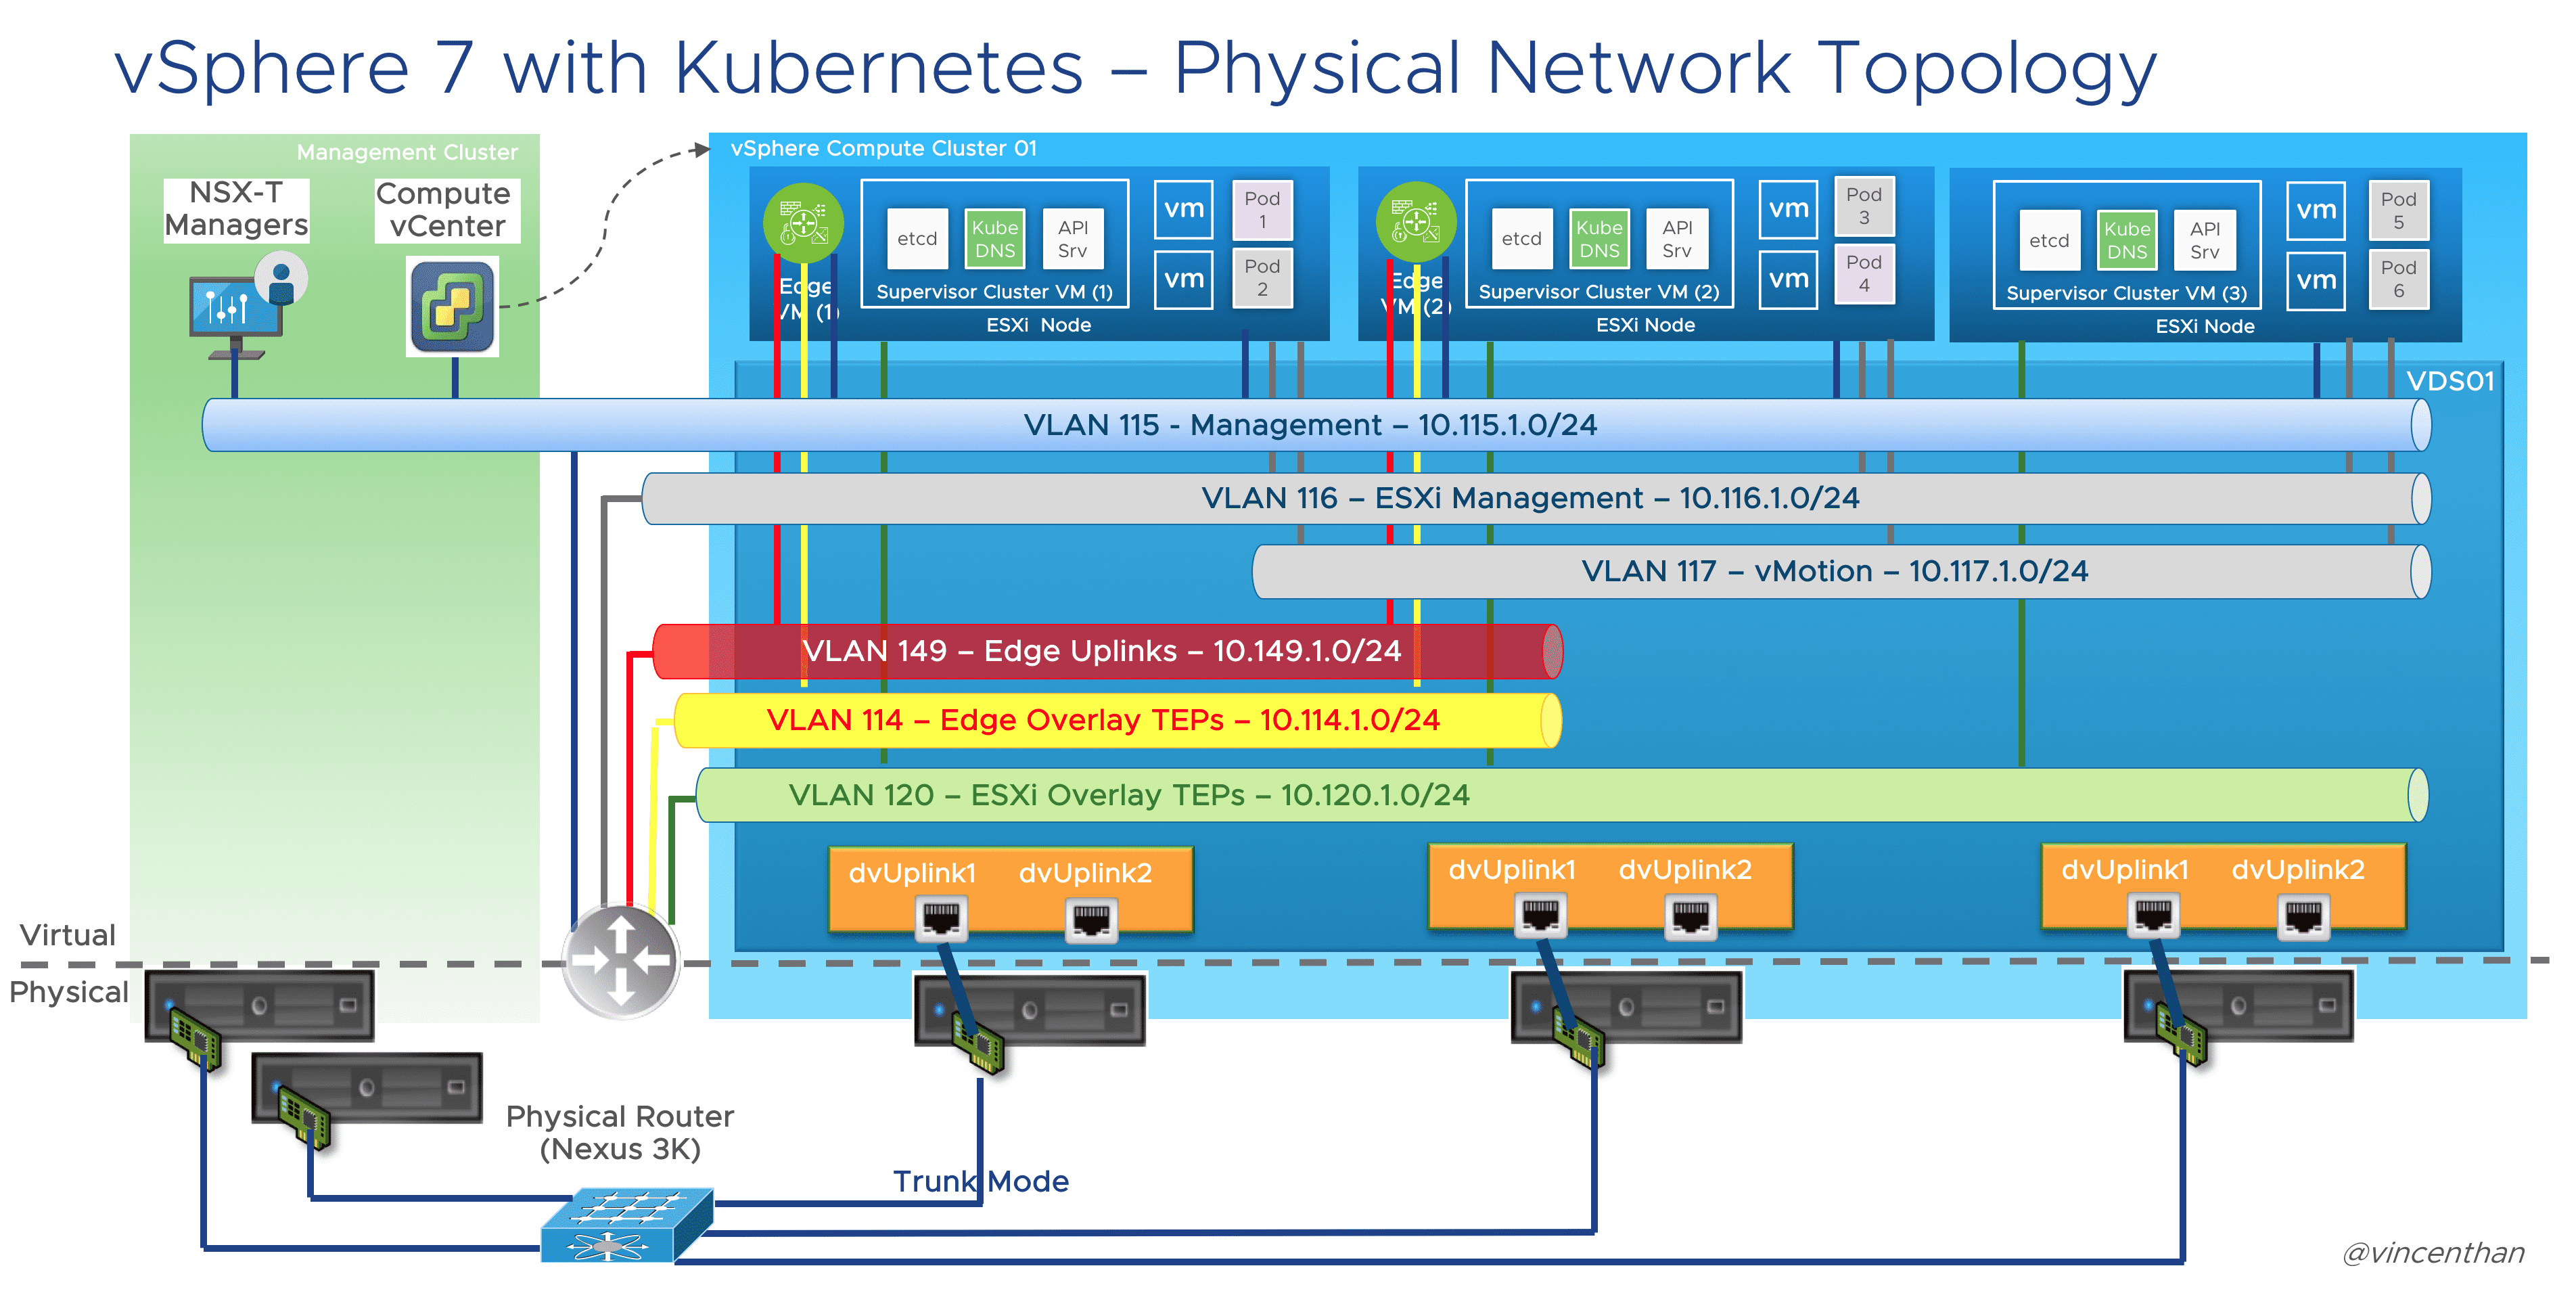 vSphere 7 with Kubernetes – Physical Network Topology
Management Cluster
NSX-T
Managers
Compute
vCenter
vSphere Compute Cluster 01
Edge
VM (1)
etcd
Kube
DNS
API
Srv
Supervisor Cluster VM (1)
vm
vm
Pod
1
Pod
2
ESXi Node
Edge
VM (2)
etcd
Kube
DNS
API
Srv
Supervisor Cluster VM (2)
vm
vm
Pod
3
Pod
4
ESXi Node
etcd
Kube
DNS
API
Srv
Supervisor Cluster VM (3)
vm
vm
Pod
5
Pod
6
ESXi Node
VDS01
VLAN 115 - Management – 10.115.1.0/24
VLAN 116 – ESXi Management – 10.116.1.0/24
VLAN 117 – vMotion – 10.117.1.0/24
VLAN 149 – Edge Uplinks – 10.149.1.0/24
VLAN 114 – Edge Overlay TEPs – 10.114.1.0/24
VLAN 120 – ESXi Overlay TEPs – 10.120.1.0/24
dvUplink1
dvUplink2
dvUplink1
dvUplink2
dvUplink1
dvUplink2
Virtual
Physical
Physical Router
(Nexus 3K)
Trunk Mode
@vincenthan